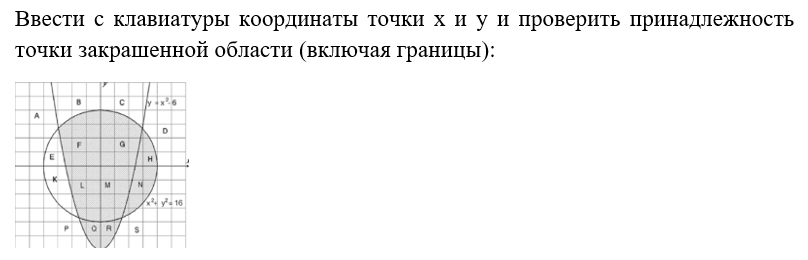 Ввести с клавиатуры координаты точки x и y и проверить принадлежность
точки закрашенной области (включая границы):
B C y = x²-6
A
D
F G
E H
K
L M N
x² + y² = 16
P Q R S